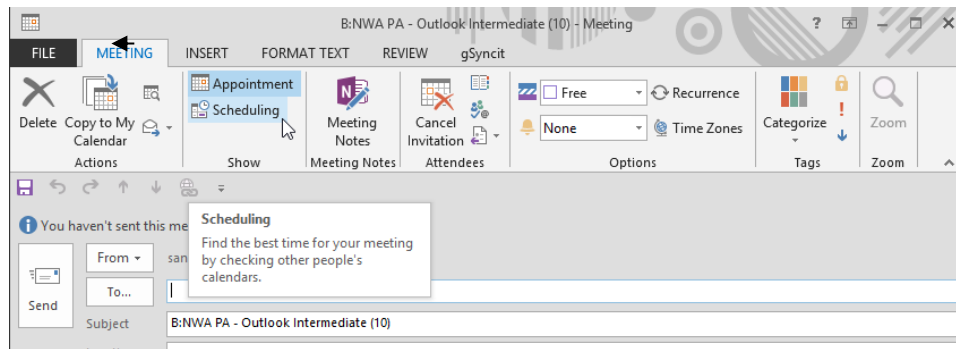 B:NWA PA - Outlook Intermediate (10) - Meeting
?
FILE MEETING INSERT FORMAT TEXT REVIEW gSyncit
Delete
Copy to My
Calendar
Actions
Appointment
Scheduling
Show
N
Meeting
Notes
Meeting Notes
Cancel
Invitation
Attendees
Free
Recurrence
None
Time Zones
Options
Categorize
Tags
Zoom
Zoom
You haven't sent this me
Scheduling
Find the best time for your meeting
by checking other people's
calendars.
Send
From
san
To...
Subject
B:NWA PA - Outlook Intermediate (10)